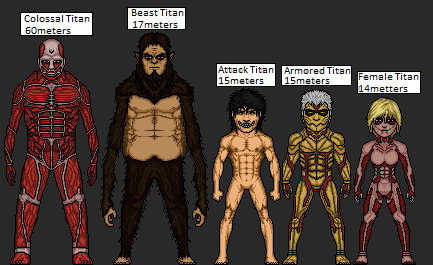 Colossal Titan
60meters
Beast Titan
17meters
Attack Titan
15meters
Armored Titan
15meters
Female Titan
14metters